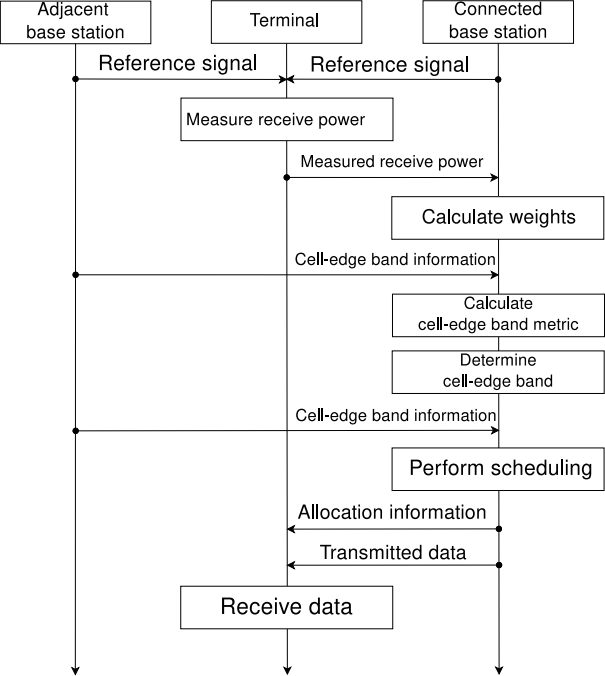 Adjacent
base station
Terminal
Connected
base station
Reference signal
Reference signal
Measure receive power
Measured receive power
Calculate weights
Cell-edge band information
Calculate
cell-edge band metric
Determine
cell-edge band
Cell-edge band information
Perform scheduling
Allocation information
Transmitted data
Receive data